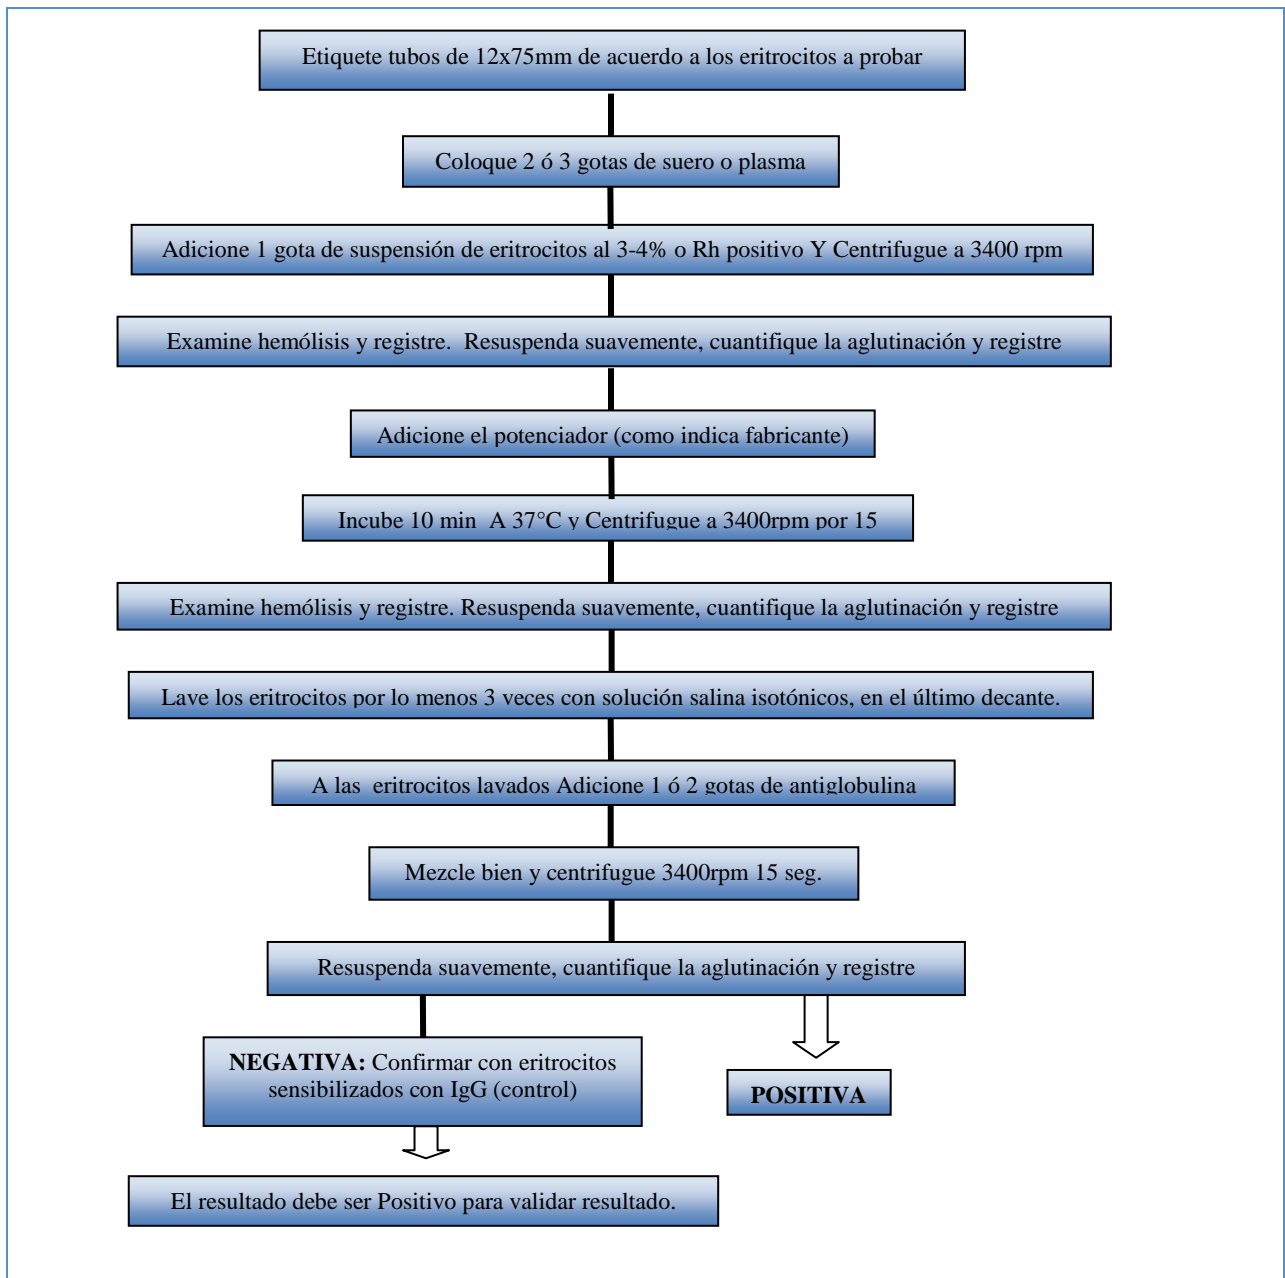 Etiquete tubos de 12x75mm de acuerdo a los eritrocitos a probar
Coloque 2 ó 3 gotas de suero o plasma
Adicione 1 gota de suspensión de eritrocitos al 3-4% o Rh positivo Y Centrifugue a 3400 rpm
Examine hemólisis y registre. Resuspenda suavemente, cuantifique la aglutinación y registre
Adicione el potenciador (como indica fabricante)
Incube 10 min A 37°C y Centrifugue a 3400rpm por 15
Examine hemólisis y registre. Resuspenda suavemente, cuantifique la aglutinación y registre
Lave los eritrocitos por lo menos 3 veces con solución salina isotónicos, en el último decante.
A las eritrocitos lavados Adicione 1 ó 2 gotas de antiglobulina
Mezcle bien y centrifugue 3400rpm 15 seg.
Resuspenda suavemente, cuantifique la aglutinación y registre
NEGATIVA: Confirmar con eritrocitos
sensibilizados con IgG (control)
POSITIVA
El resultado debe ser Positivo para validar resultado.